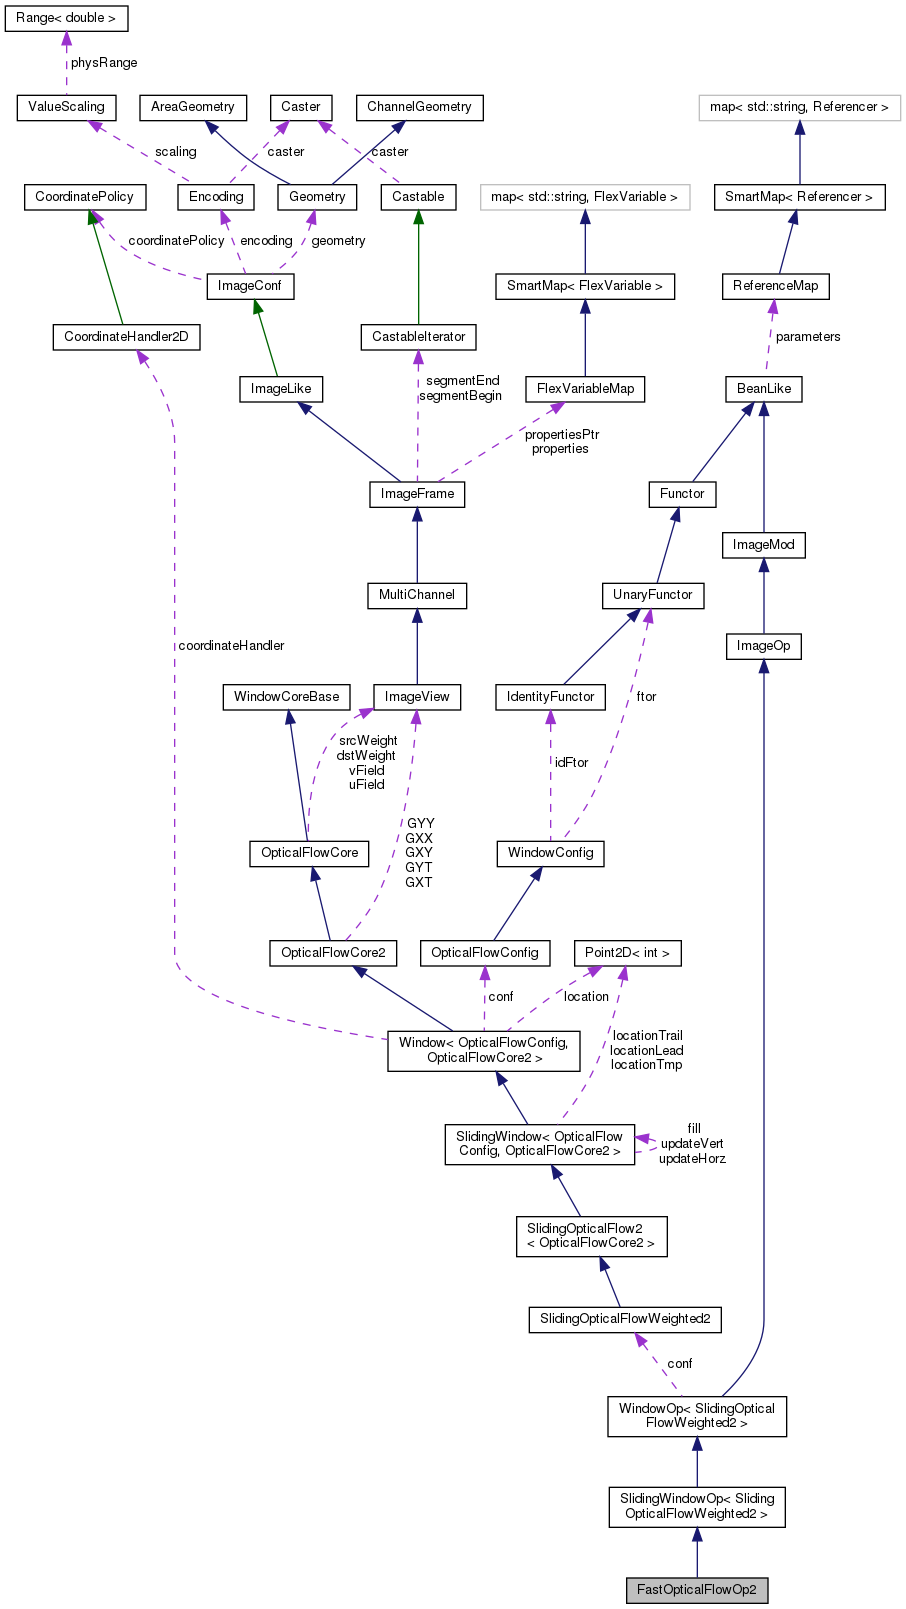 Range< double >
physRange
ValueScaling
AreaGeometry
Caster
ChannelGeometry
map< std::string, Referencer >
scaling
caster
caster
CoordinatePolicy
Encoding
Geometry
Castable
map< std::string, FlexVariable >
SmartMap< Referencer >
coordinatePolicy
encoding
geometry
ImageConf
SmartMap< FlexVariable >
ReferenceMap
CoordinateHandler2D
CastableIterator
parameters
ImageLike
segmentEnd
segmentBegin
FlexVariableMap
BeanLike
propertiesPtr
properties
ImageFrame
Functor
ImageMod
MultiChannel
UnaryFunctor
coordinateHandler
ImageOp
WindowCoreBase
ImageView
IdentityFunctor
ftor
srcWeight
dstWeight
vField
uField
idFtor
GYY
GXX
GXY
GYT
GXT
OpticalFlowCore
WindowConfig
OpticalFlowCore2
OpticalFlowConfig
Point2D< int >
conf
location
Window< OpticalFlowConfig,
OpticalFlowCore2 >
locationTrail
locationLead
locationTmp
SlidingWindow< OpticalFlow
Config, OpticalFlowCore2 >
fill
updateVert
updateHorz
SlidingOpticalFlow2
< OpticalFlowCore2 >
SlidingOpticalFlowWeighted2
conf
WindowOp< SlidingOptical
FlowWeighted2 >
SlidingWindowOp< Sliding
OpticalFlowWeighted2 >
FastOpticalFlowOp2